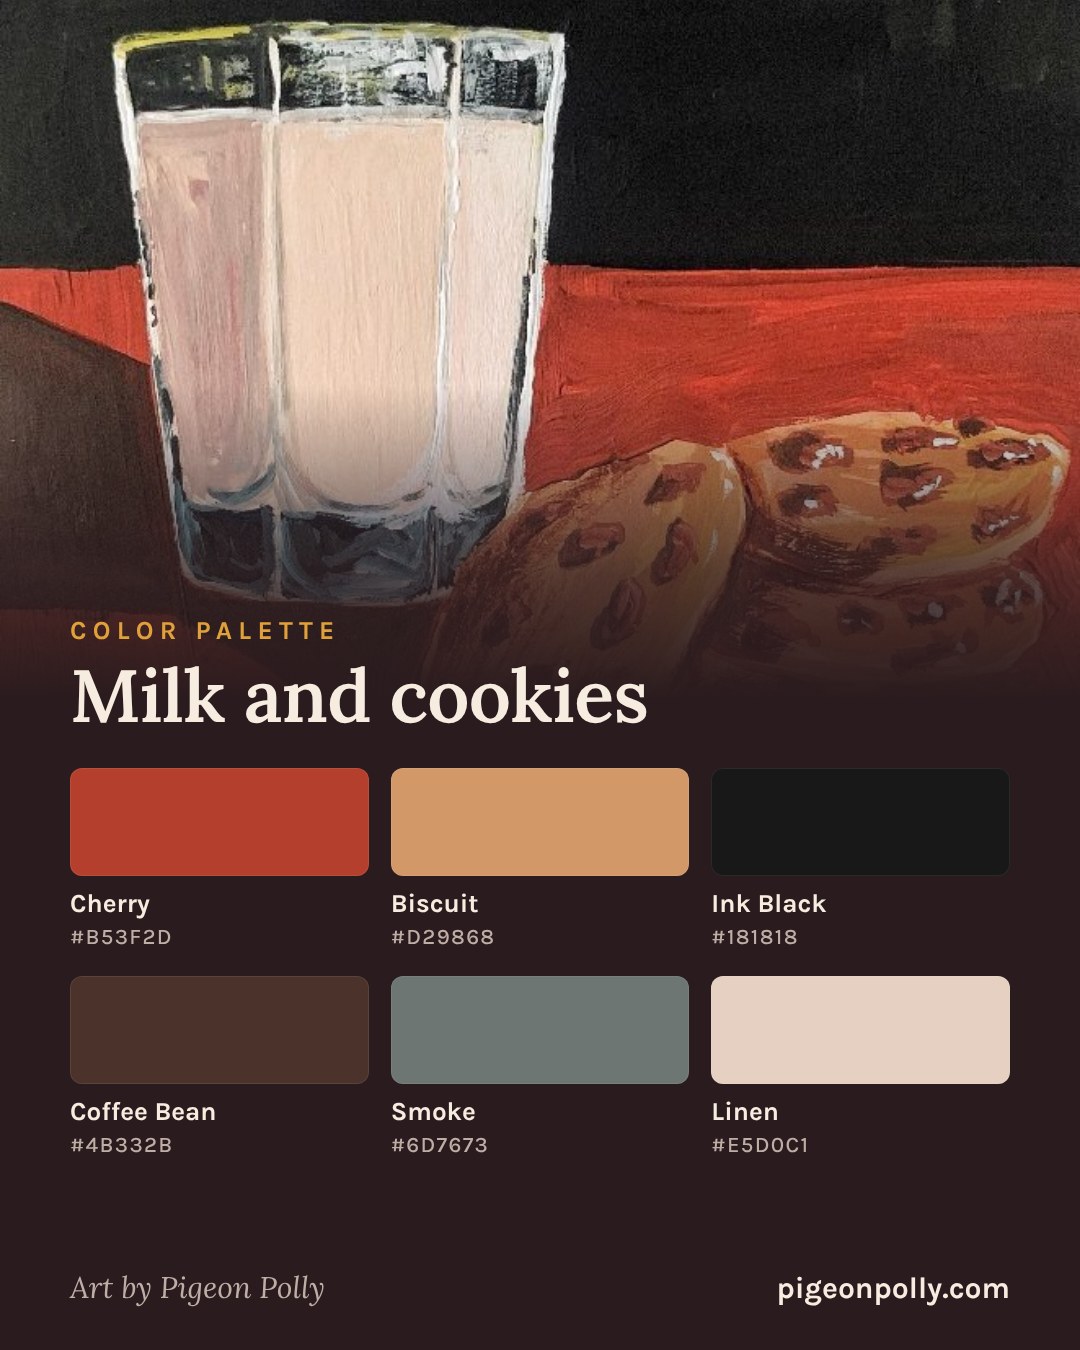 COLOR PALETTE
Milk and cookies
Cherry
#B53F2D
Biscuit
#D29868
Ink Black
#181818
Coffee Bean
#4B332B
Smoke
#6D7673
Linen
#E5D0C1
Art by Pigeon Polly
pigeonpolly.com